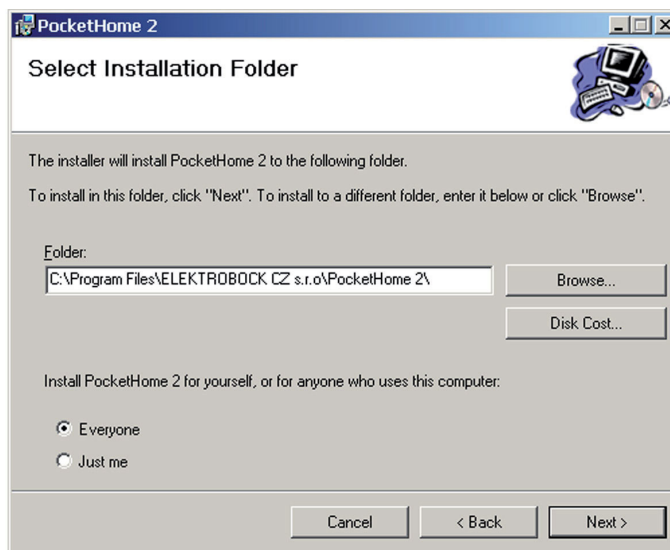 PocketHome 2
Select Installation Folder
The installer will install PocketHome 2 to the following folder.
To install in this folder, click "Next". To install to a different folder, enter it below or click "Browse".
Folder:
C:\Program Files\ELEKTROBOCK CZ s.r.o\PocketHome 2\
Browse...
Disk Cost...
Install PocketHome 2 for yourself, or for anyone who uses this computer:
Everyone
Just me
Cancel
< Back
Next >